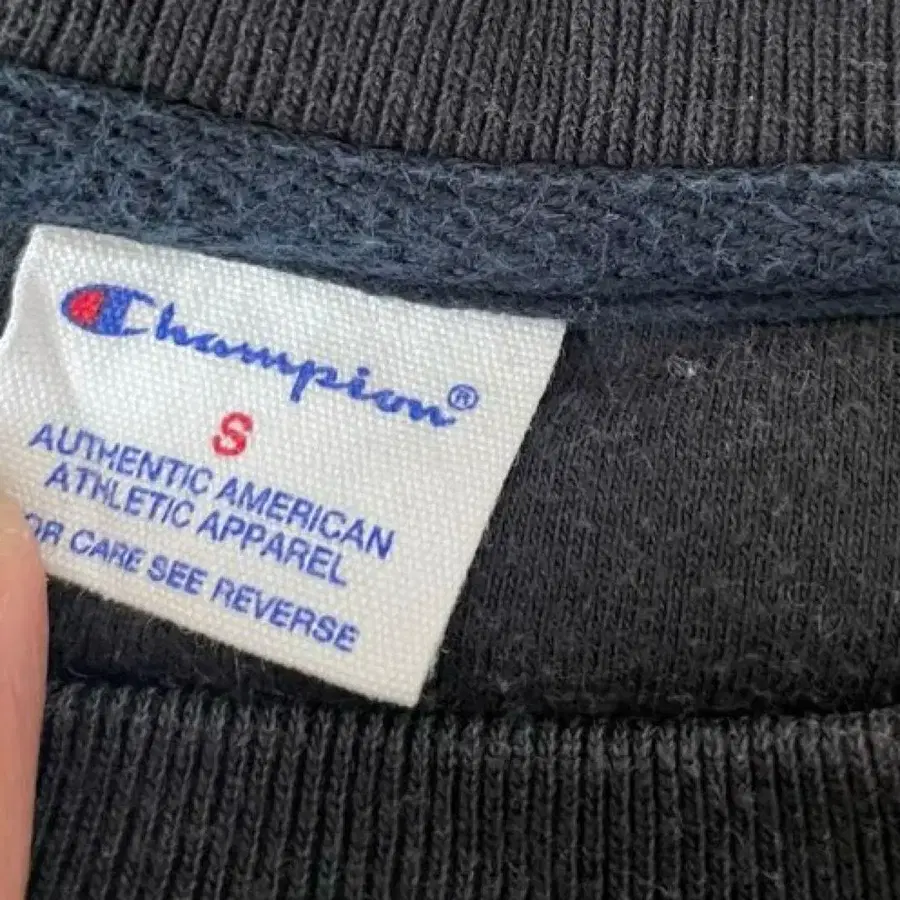 Champion®
S
AUTHENTIC AMERICAN
ATHLETIC APPAREL
OR CARE SEE REVERSE